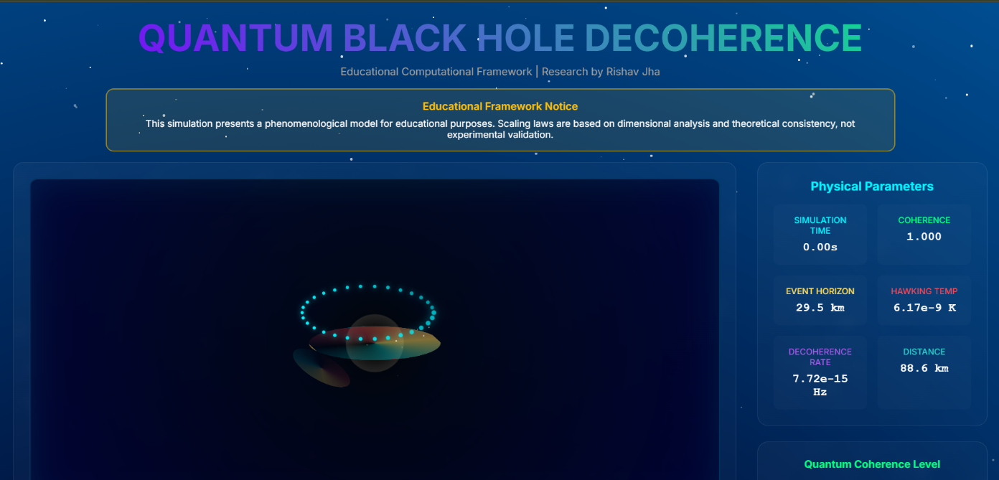 QUANTUM BLACK HOLE DECOHERENCE
Educational Computational Framework | Research by Rishav Jha
Educational Framework Notice
This simulation presents a phenomenological model for educational purposes. Scaling laws are based on dimensional analysis and theoretical consistency, not
experimental validation.
Physical Parameters
SIMULATION
TIME
0.00s
COHERENCE
1.000
EVENT HORIZON
29.5 km
HAWKING TEMP
6.17e-9 K
DECOHERENCE
RATE
7.72e-15
Hz
DISTANCE
88.6 km
Quantum Coherence Level